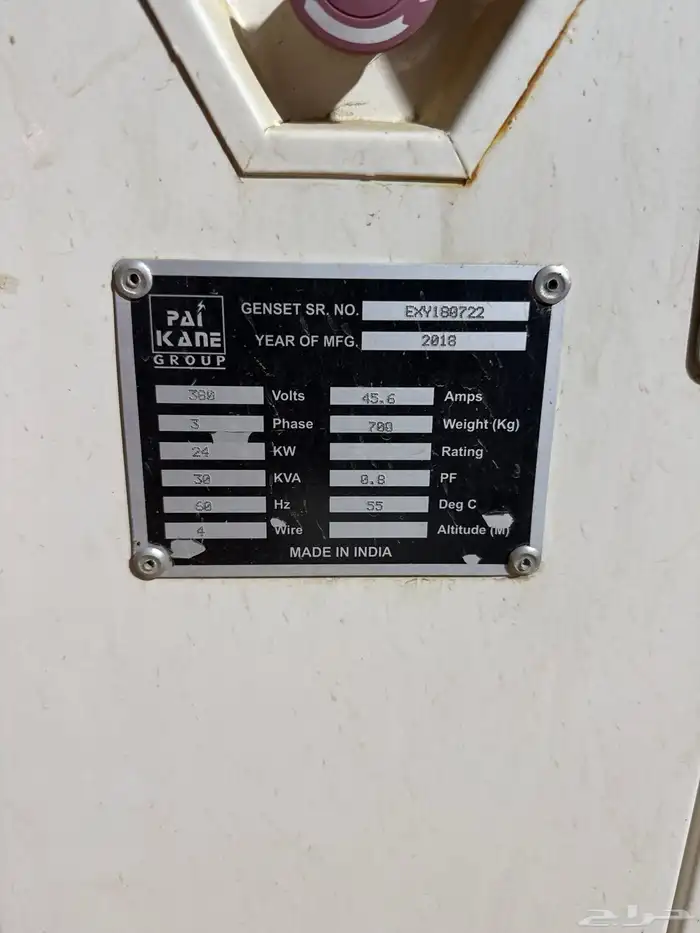 PAI
KANE
GROUP
GENSET SR. NO. EXY180722
YEAR OF MFG. 2018
380 Volts 45.6 Amps
3 Phase 700 Weight (Kg)
24 KW Rating
30 KVA 0.8 PF
60 Hz 55 Deg C
4 Wire Altitude (M)
MADE IN INDIA
حراج